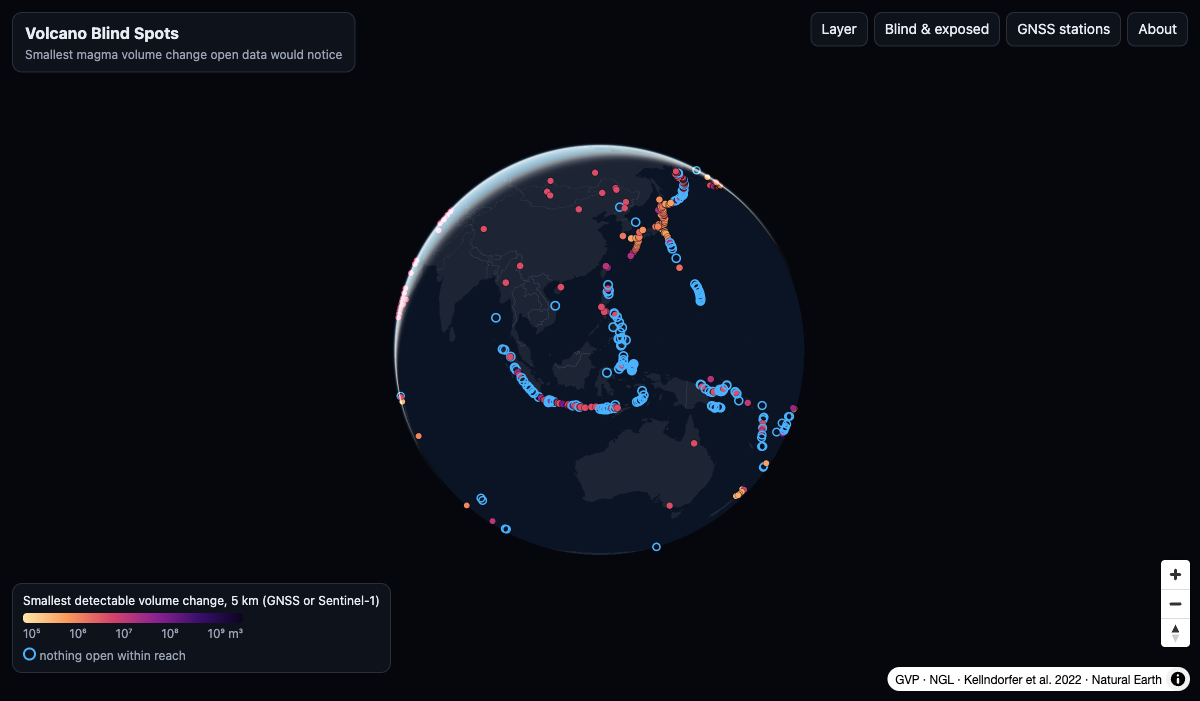 Volcano Blind Spots
Smallest magma volume change open data would notice
Layer
Blind & exposed
GNSS stations
About
Smallest detectable volume change, 5 km (GNSS or Sentinel-1)
10⁵ 10⁶ 10⁷ 10⁸ 10⁹ m³
nothing open within reach
GVP · NGL · Kellndorfer et al. 2022 · Natural Earth